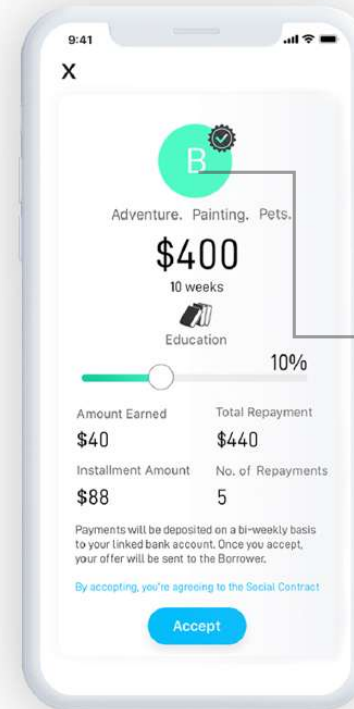 9:41
X
B
Adventure. Painting. Pets.
$400
10 weeks
Education
10%
Amount Earned
Total Repayment
$40
$440
Installment Amount
No. of Repayments
$88
5
Payments will be deposited on a bi-weekly basis
to your linked bank account. Once you accept,
your offer will be sent to the Borrower.
By accepting, you're agreeing to the Social Contract
Accept